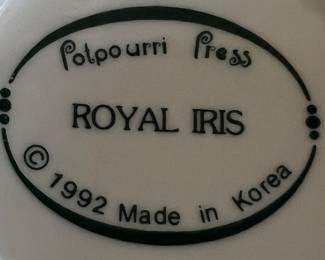 Potpourri Press
ROYAL IRIS
© 1992 Made in Korea